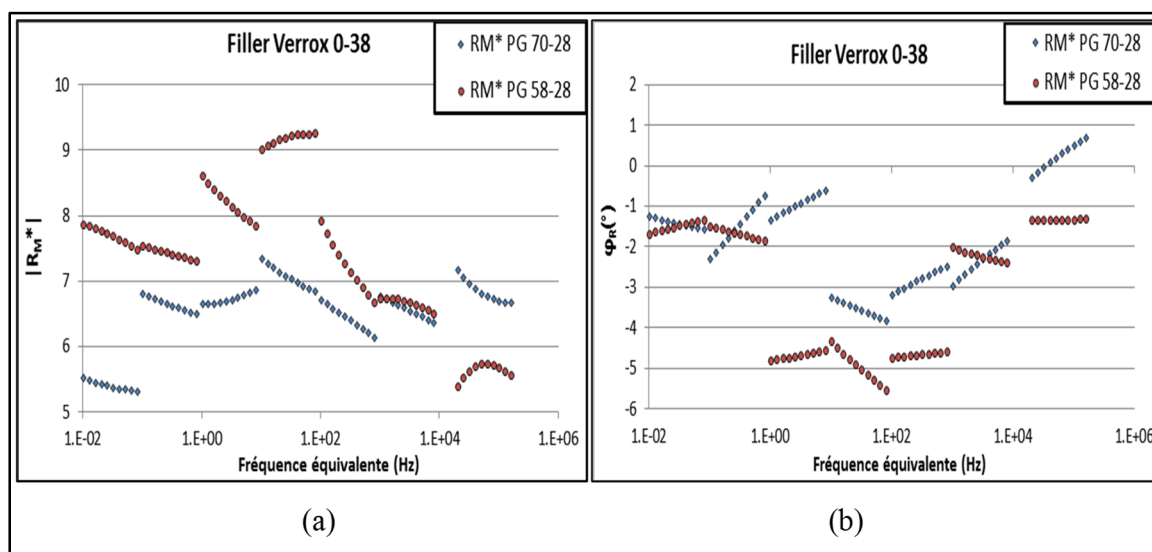 Filler Verrox 0-38
RM* PG 70-28
RM* PG 58-28
|R_M*|
10
9
8
7
6
5
1.E-02
1.E+00
1.E+02
1.E+04
1.E+06
Fréquence équivalente (Hz)
(a)
Filler Verrox 0-38
RM* PG 70-28
RM* PG 58-28
φ_R(°)
2
1
0
-1
-2
-3
-4
-5
-6
1.E-02
1.E+00
1.E+02
1.E+04
1.E+06
Fréquence équivalente (Hz)
(b)